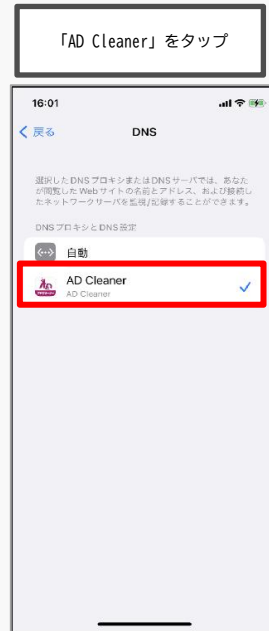 「AD Cleaner」をタップ
16:01
戻る
DNS
選択したDNSプロキシまたはDNSサーバでは、あなた
が閲覧したWebサイトの名前とアドレス、および接続し
たネットワークサーバを監視/記録することができます。
DNSプロキシとDNS設定
自動
AD Cleaner
AD Cleaner